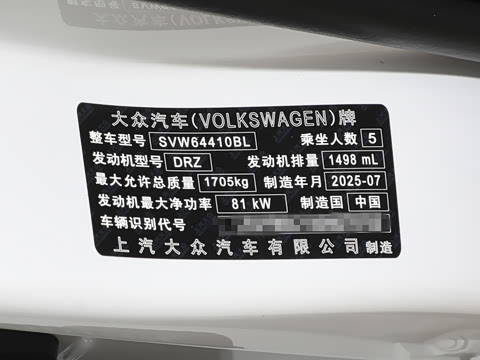 大众汽车(VOLKSWAGEN)牌
整车型号 SVW64410BL 乘坐人数 5
发动机型号 DRZ 发动机排量 1498 mL
最大允许总质量 1705kg 制造年月 2025-07
发动机最大净功率 81 kW 制造国 中国
车辆识别代号
上汽大众汽车有限公司 制造